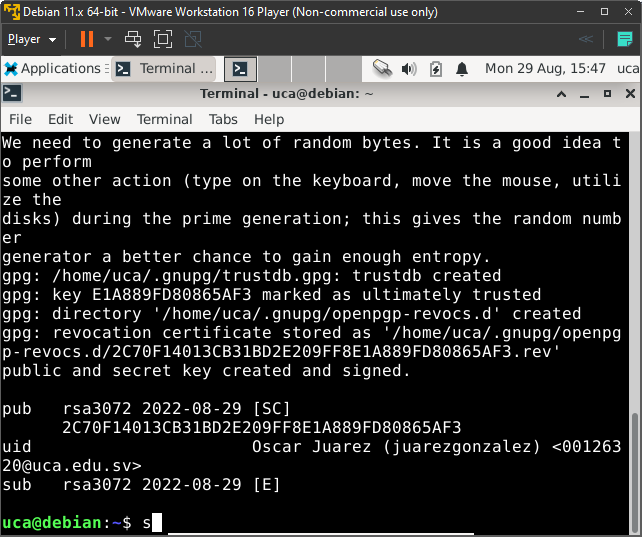 Debian 11.x 64-bit - VMware Workstation 16 Player (Non-commercial use only)
Player
Applications Terminal ... Mon 29 Aug, 15:47 uca
Terminal - uca@debian: ~
File Edit View Terminal Tabs Help
We need to generate a lot of random bytes. It is a good idea t
o perform
some other action (type on the keyboard, move the mouse, utili
ze the
disks) during the prime generation; this gives the random numb
er
generator a better chance to gain enough entropy.
gpg: /home/uca/.gnupg/trustdb.gpg: trustdb created
gpg: key E1A889FD80865AF3 marked as ultimately trusted
gpg: directory '/home/uca/.gnupg/openpgp-revocs.d' created
gpg: revocation certificate stored as '/home/uca/.gnupg/openpg
p-revocs.d/2C70F14013CB31BD2E209FF8E1A889FD80865AF3.rev'
public and secret key created and signed.
pub rsa3072 2022-08-29 [SC]
2C70F14013CB31BD2E209FF8E1A889FD80865AF3
uid Oscar Juarez (juarezgonzalez) <001263
20@uca.edu.sv>
sub rsa3072 2022-08-29 [E]
uca@debian:~$ s